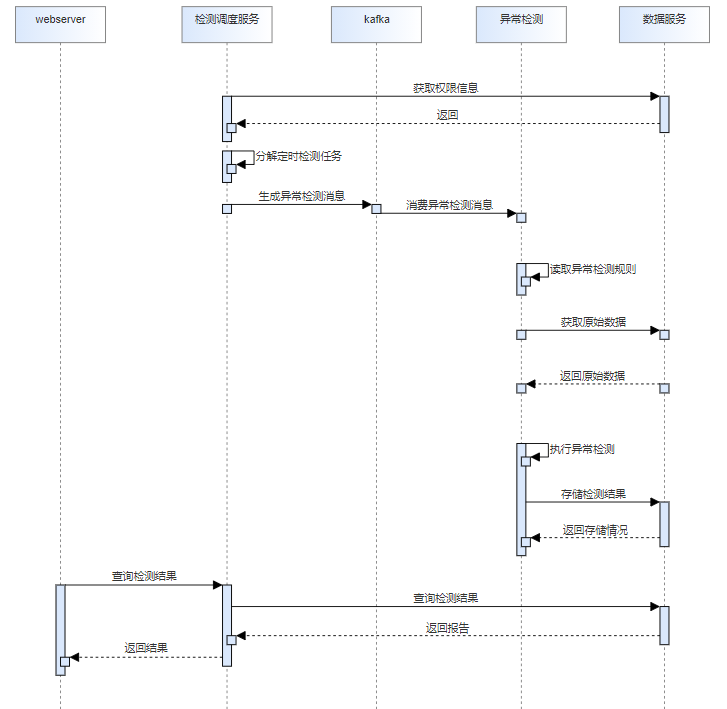 webserver
检测调度服务
kafka
异常检测
数据服务
获取权限信息
返回
分解定时检测任务
生成异常检测消息
消费异常检测消息
读取异常检测规则
获取原始数据
返回原始数据
执行异常检测
存储检测结果
返回存储情况
查询检测结果
查询检测结果
返回报告
返回结果